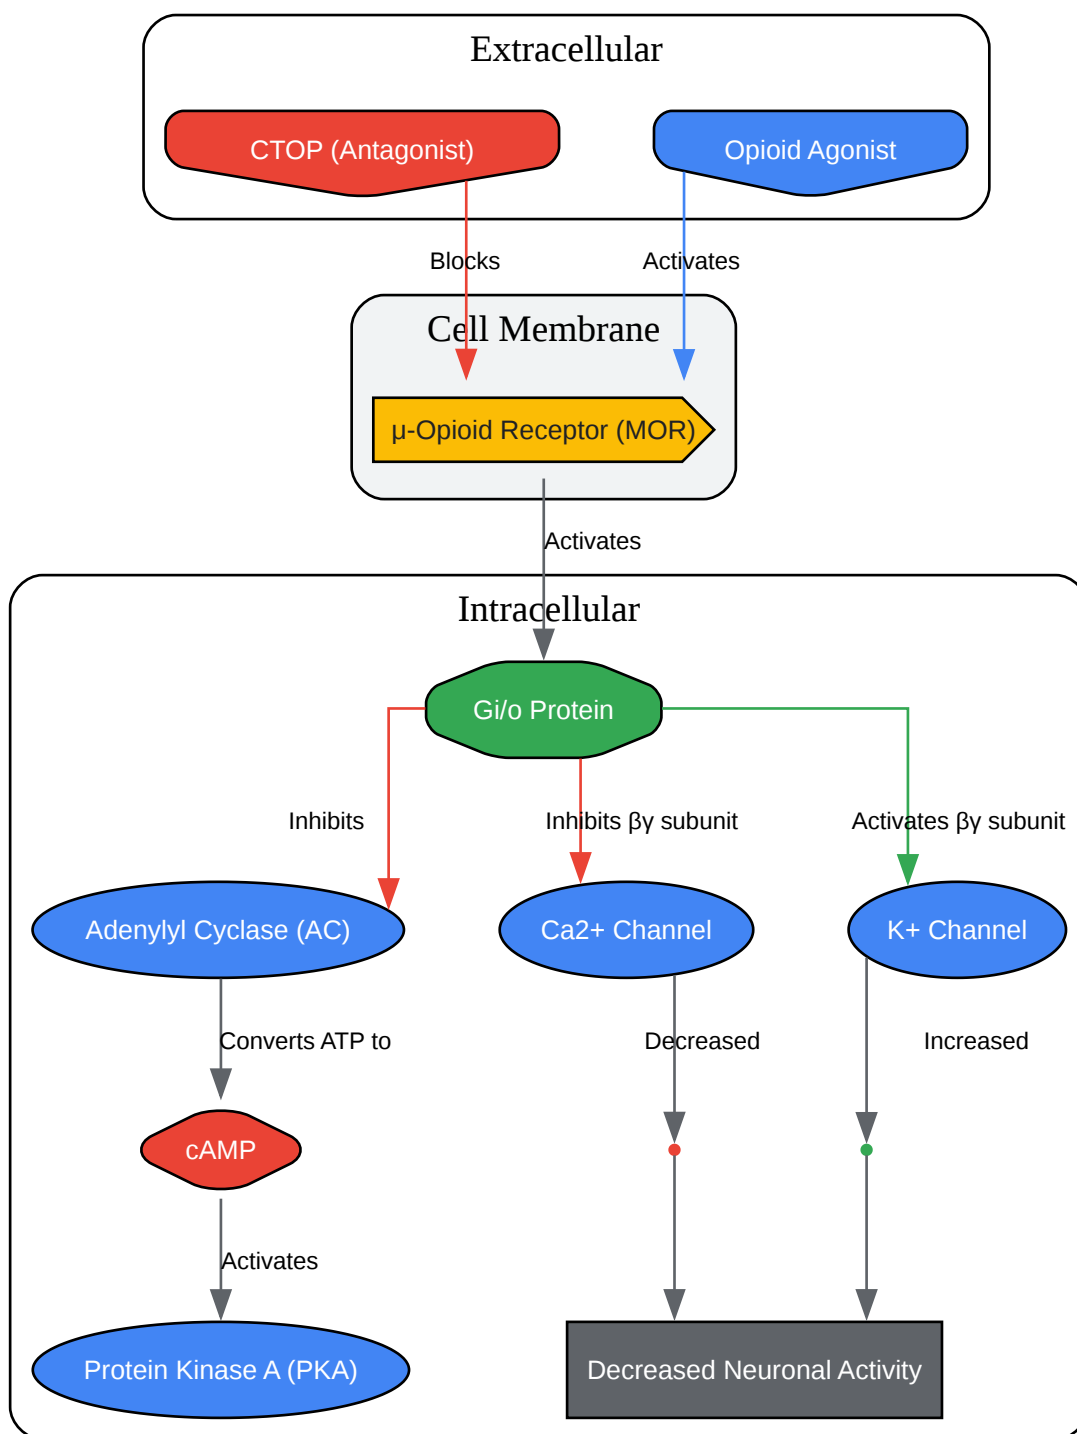 Extracellular
CTOP (Antagonist)
Opioid Agonist
Blocks
Activates
Cell Membrane
μ-Opioid Receptor (MOR)
Activates
Intracellular
Gi/o Protein
Inhibits
Inhibits βγ subunit
Activates βγ subunit
Adenylyl Cyclase (AC)
Ca2+ Channel
K+ Channel
Converts ATP to
Decreased
Increased
cAMP
Activates
Protein Kinase A (PKA)
Decreased Neuronal Activity